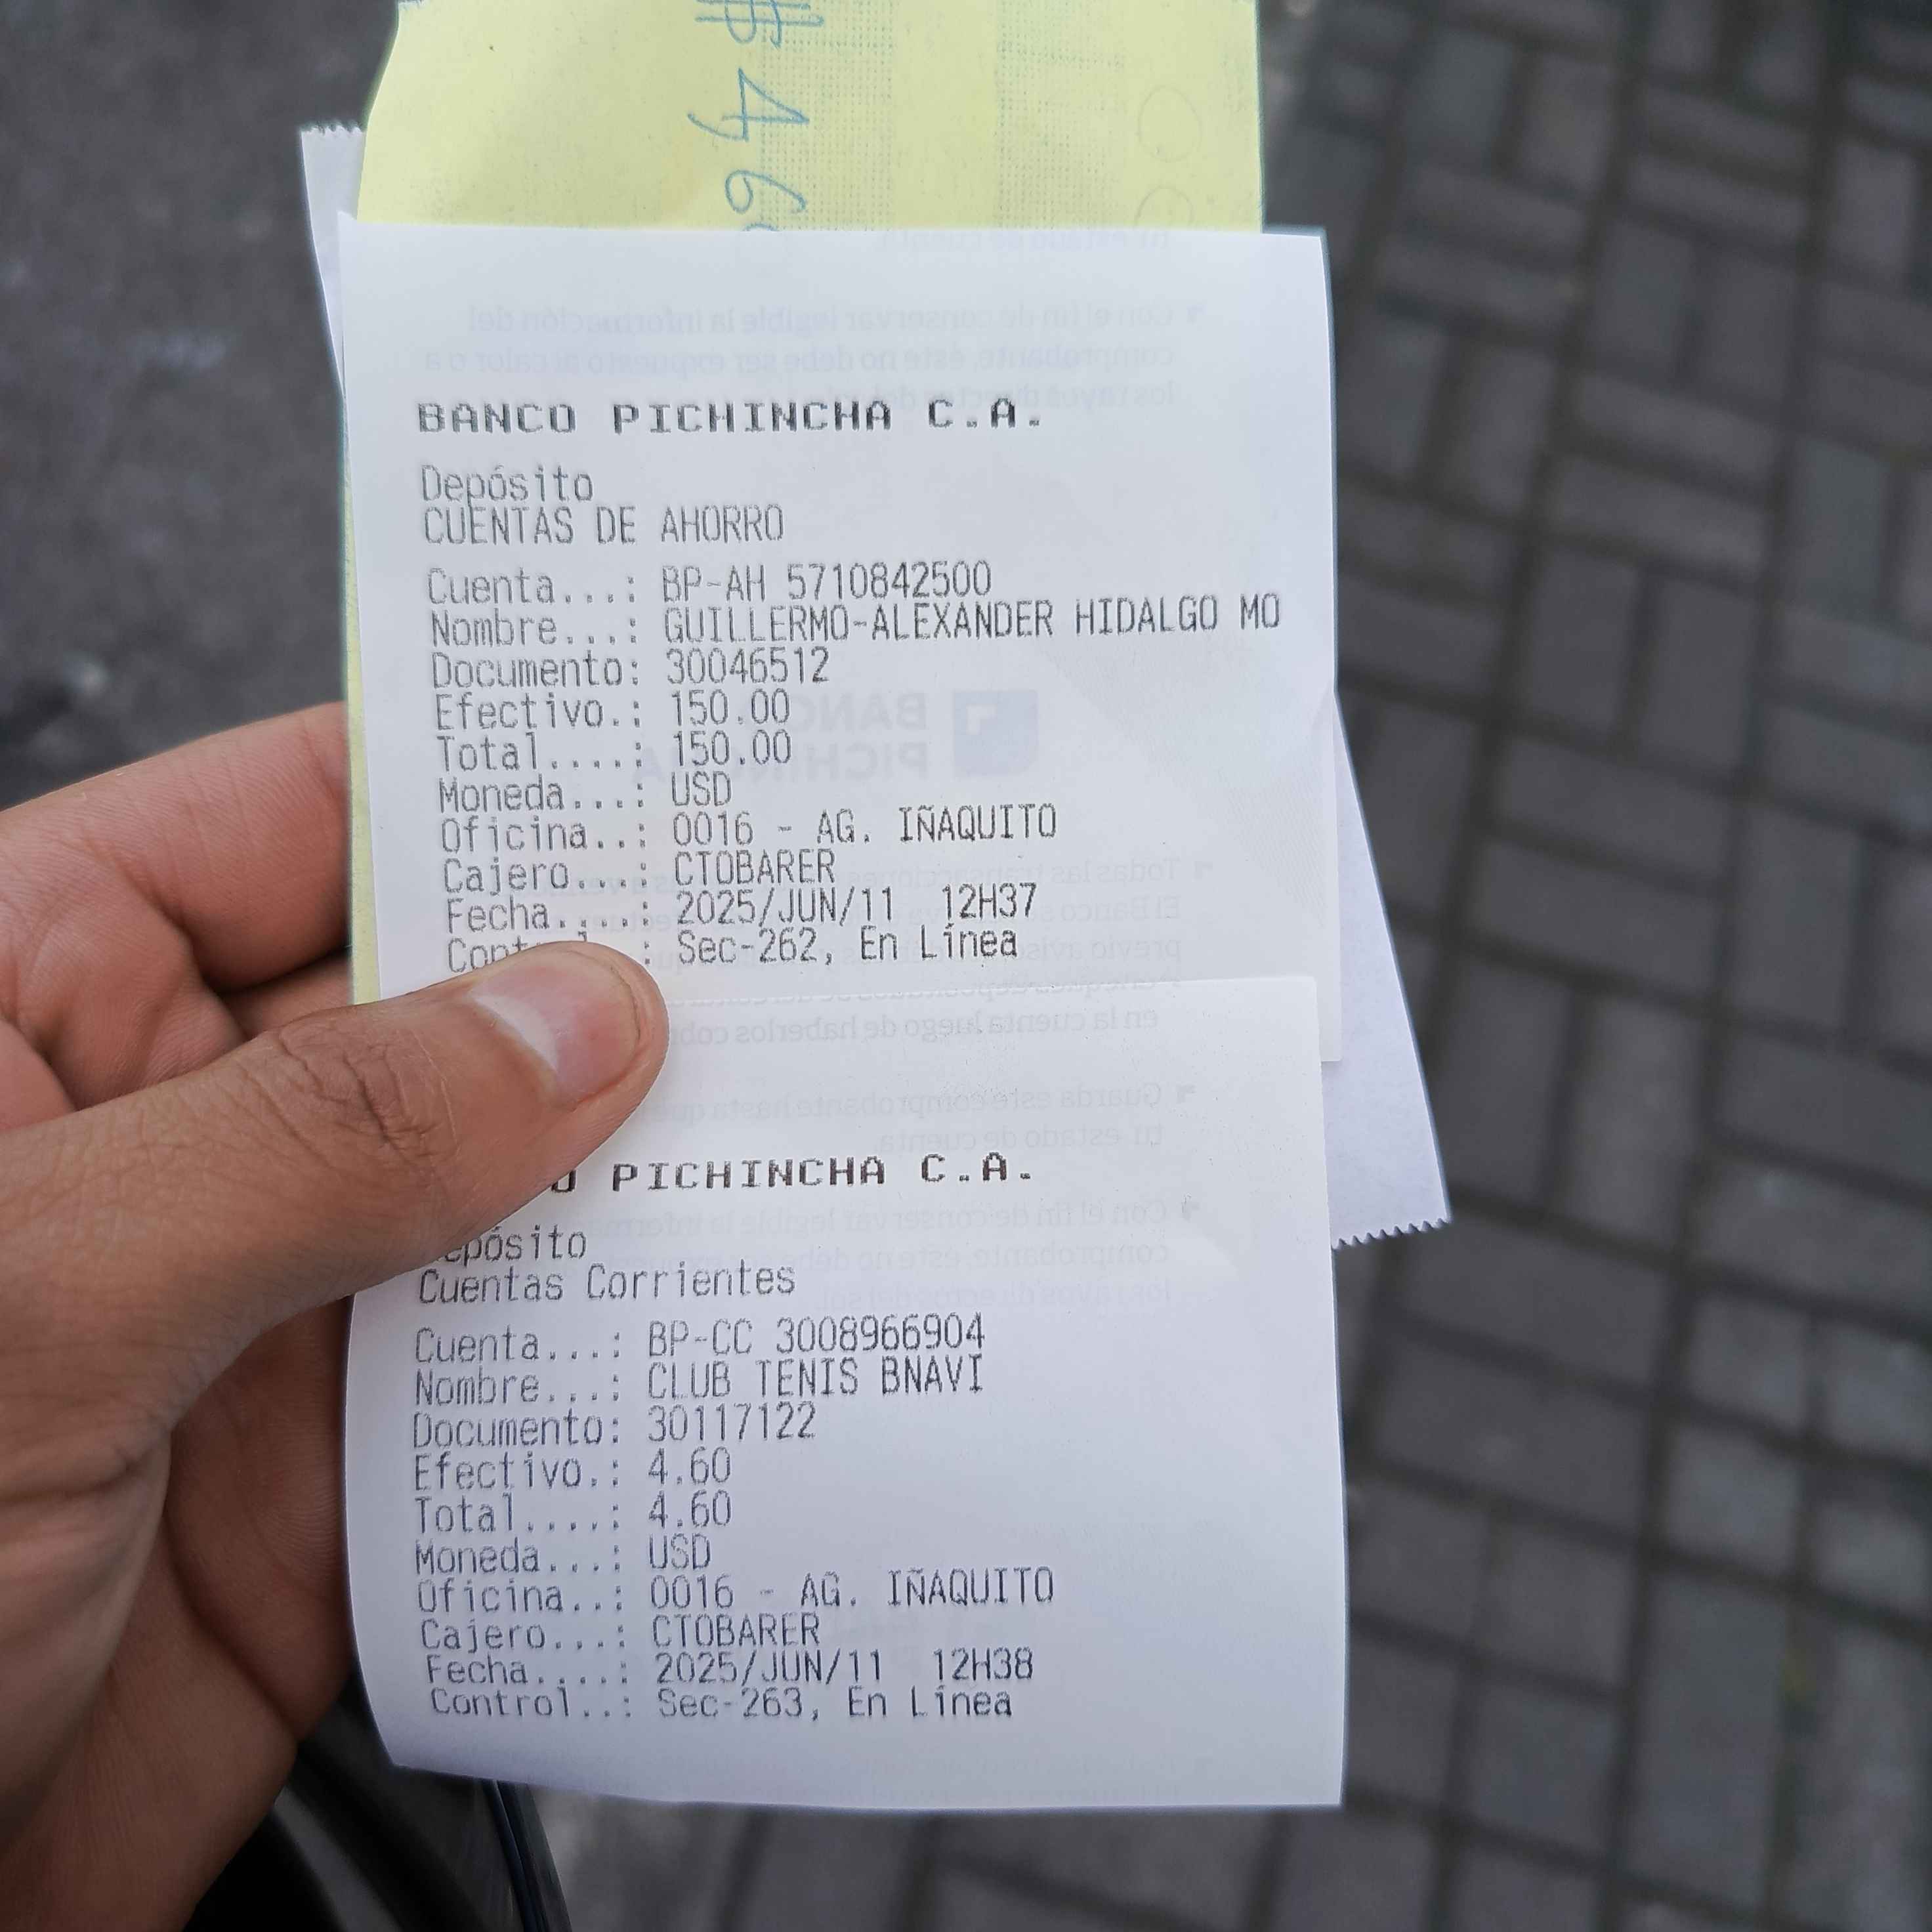 $ 4
BANCO PICHINCHA C.A.
Depósito
CUENTAS DE AHORRO
Cuenta...: BP-AH 5710842500
Nombre...: GUILLERMO-ALEXANDER HIDALGO MO
Documento: 30046512
Efectivo.: 150.00
Total....: 150.00
Moneda...: USD
Oficina..: 0016 - AG. IÑAQUITO
Cajero...: CTOBARER
Fecha....: 2025/JUN/11 12H37
: Sec-262, En Línea
PICHINCHA C.A.
epósito
Cuentas Corrientes
Cuenta...: BP-CC 3008966904
Nombre...: CLUB TENIS BNAVI
Documento: 30117122
Efectivo.: 4.60
Total....: 4.60
Moneda...: USD
Oficina..: 0016 - AG. IÑAQUITO
Cajero...: CTOBARER
Fecha....: 2025/JUN/11 12H38
Control..: Sec-263, En Línea